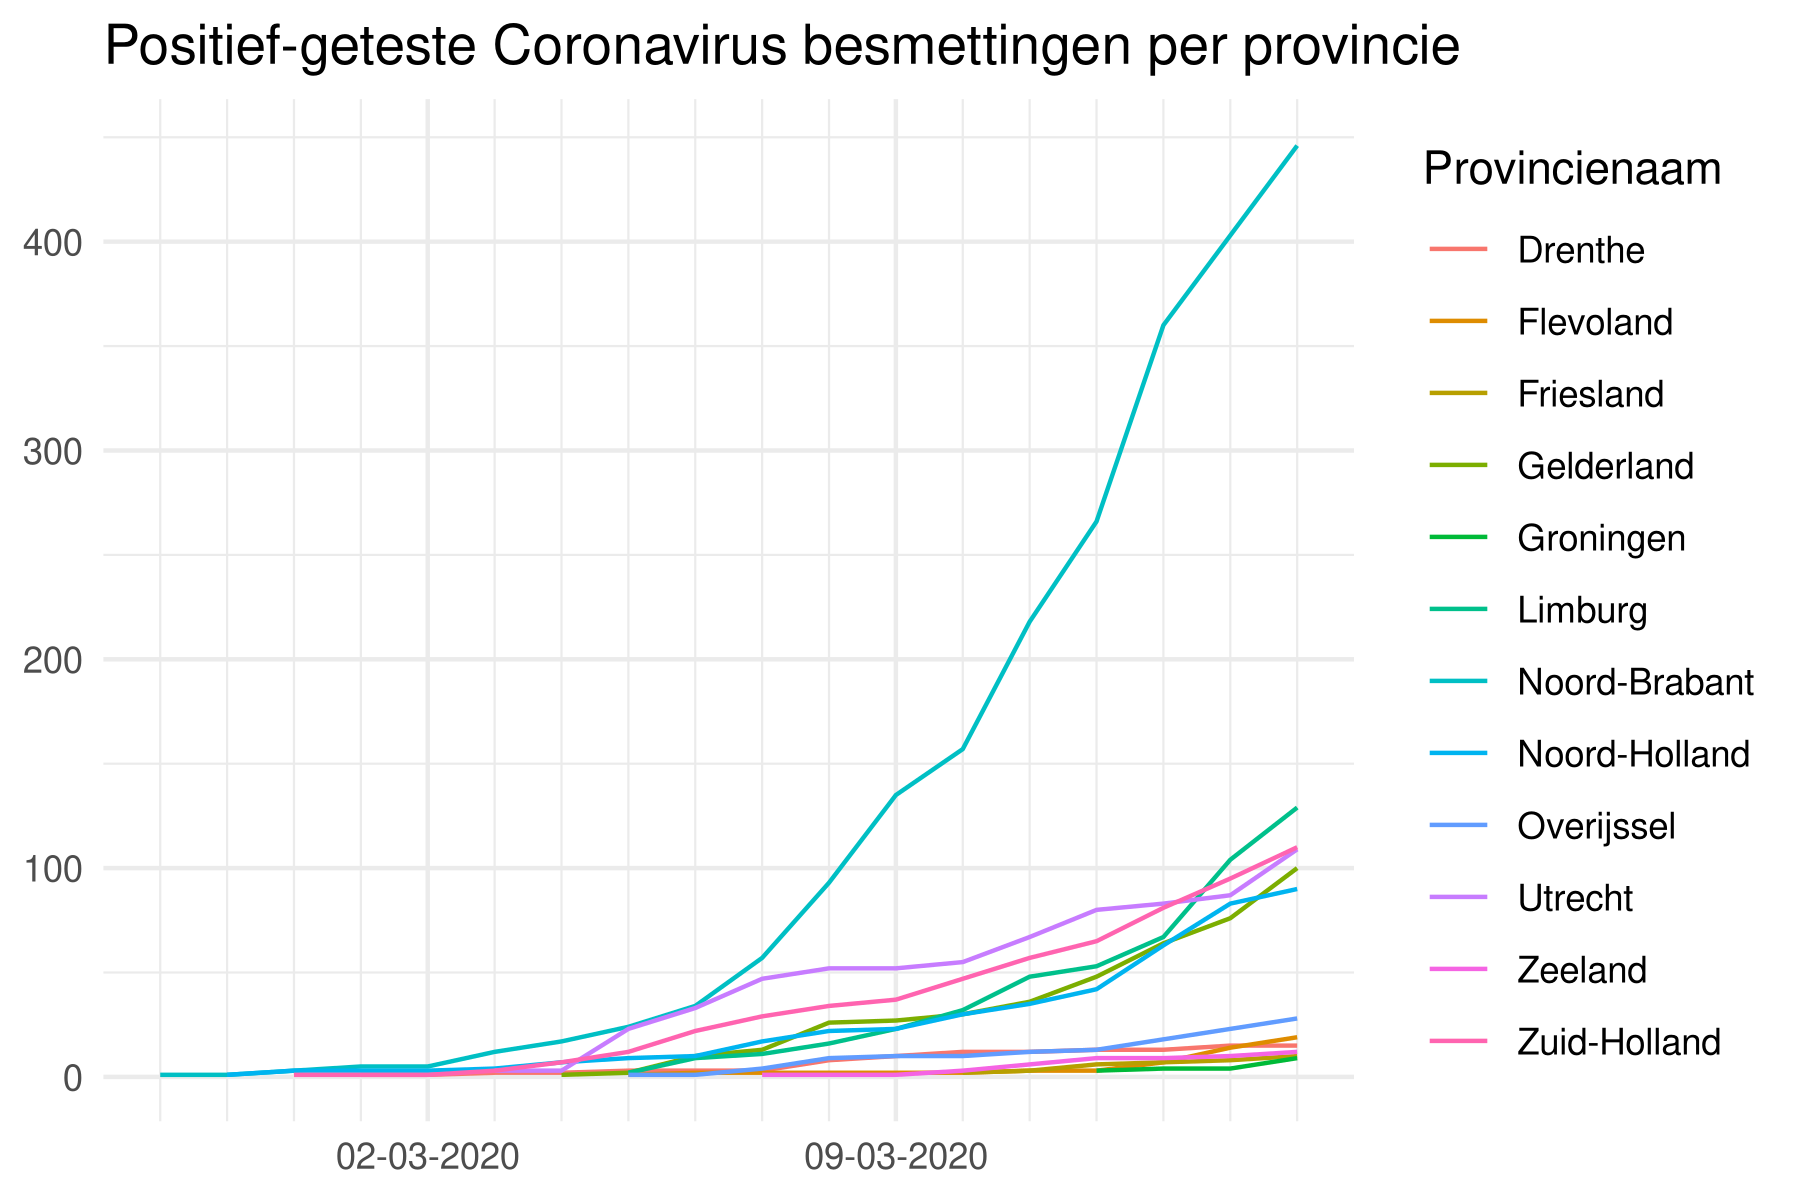 Positief-geteste Coronavirus besmettingen per provincie
Provincienaam
Drenthe
Flevoland
Friesland
Gelderland
Groningen
Limburg
Noord-Brabant
Noord-Holland
Overijssel
Utrecht
Zeeland
Zuid-Holland
400
300
200
100
0
02-03-2020
09-03-2020